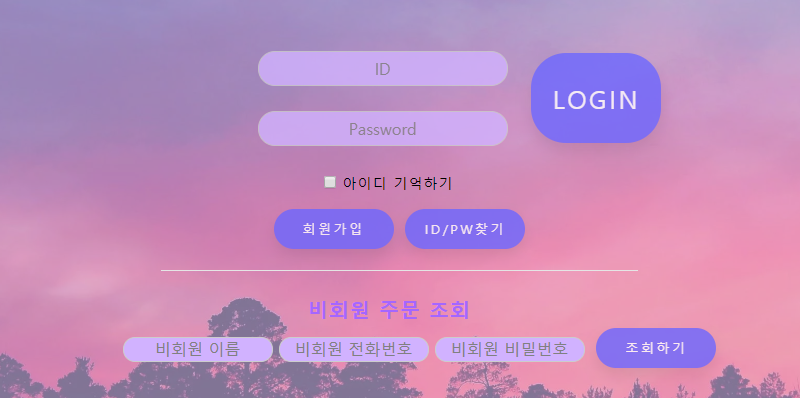 ID
LOGIN
Password
아이디 기억하기
회원가입
ID/PW찾기
비회원 주문 조회
비회원 이름
비회원 전화번호
비회원 비밀번호
조회하기